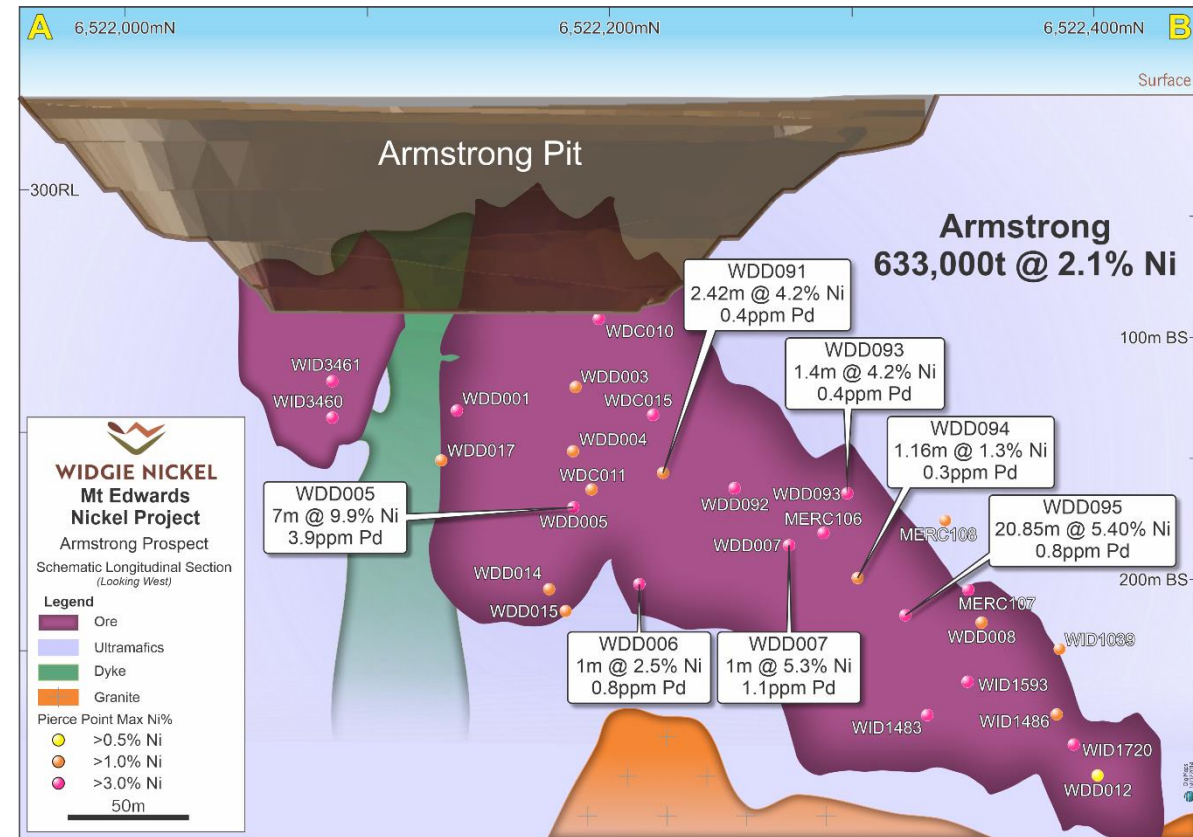 A
6,522,000mN
6,522,200mN
6,522,400mN
B
Surface
Armstrong Pit
300RL
Armstrong
633,000t @ 2.1% Ni
WDD091
2.42m @ 4.2% Ni
0.4ppm Pd
WDC010
100m BS
WDD093
1.4m @ 4.2% Ni
0.4ppm Pd
WID3461
WDD003
WID3460
WDD001
WDC015
WDD094
1.16m @ 1.3% Ni
0.3ppm Pd
WDD017
WDD004
WDC011
WDD092
WDD093
WDD005
7m @ 9.9% Ni
3.9ppm Pd
WDD005
MERC106
MERC108
WDD095
20.85m @ 5.40% Ni
0.8ppm Pd
WDD007
WDD014
200m BS
WDD015
MERC107
WDD006
1m @ 2.5% Ni
0.8ppm Pd
WDD007
1m @ 5.3% Ni
1.1ppm Pd
WDD008
WID1039
WID1593
WID1483
WID1486
WID1720
WDD012
WIDGIE NICKEL
Mt Edwards
Nickel Project
Armstrong Prospect
Schematic Longitudinal Section
(Looking West)
Legend
Ore
Ultramafics
Dyke
Granite
Pierce Point Max Ni%
>0.5% Ni
>1.0% Ni
>3.0% Ni
50m